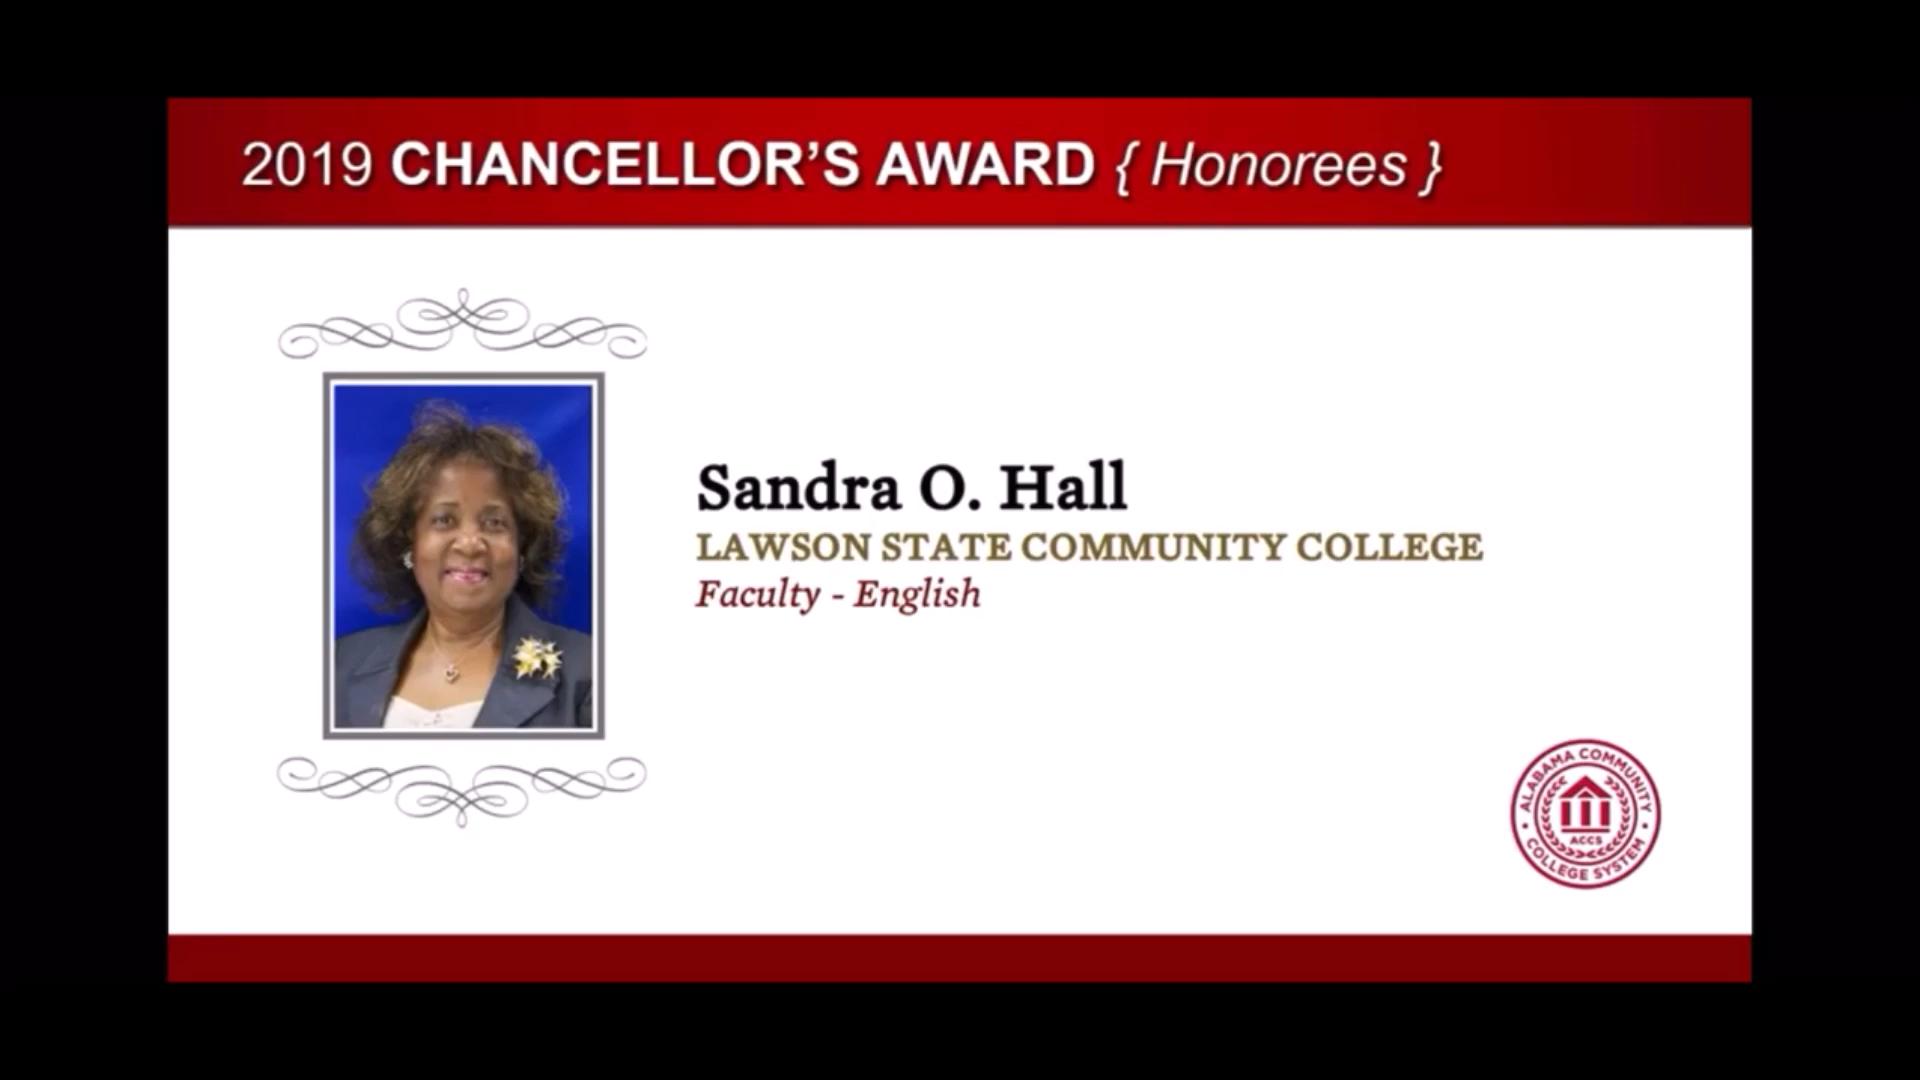 2019 CHANCELLOR'S AWARD { Honorees }
Sandra O. Hall
LAWSON STATE COMMUNITY COLLEGE
Faculty - English
ALABAMA COMMUNITY
ACCS
COLLEGE SYSTEM